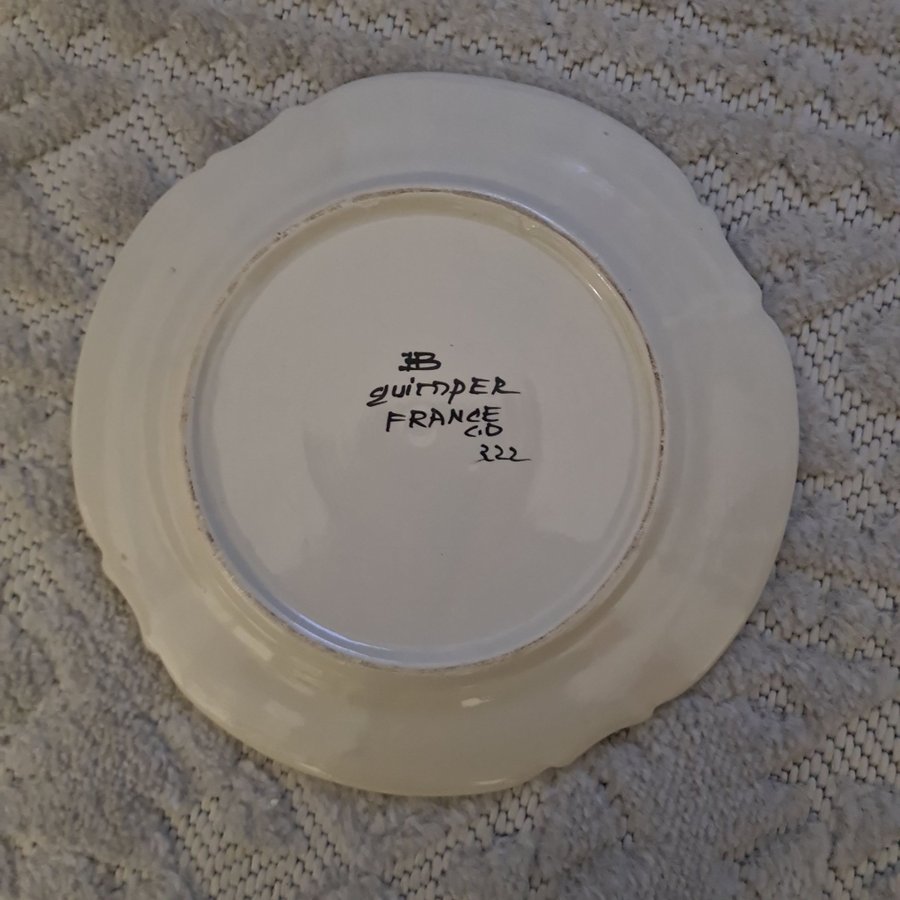 HB
quimPER
FRANCE
C.D
322